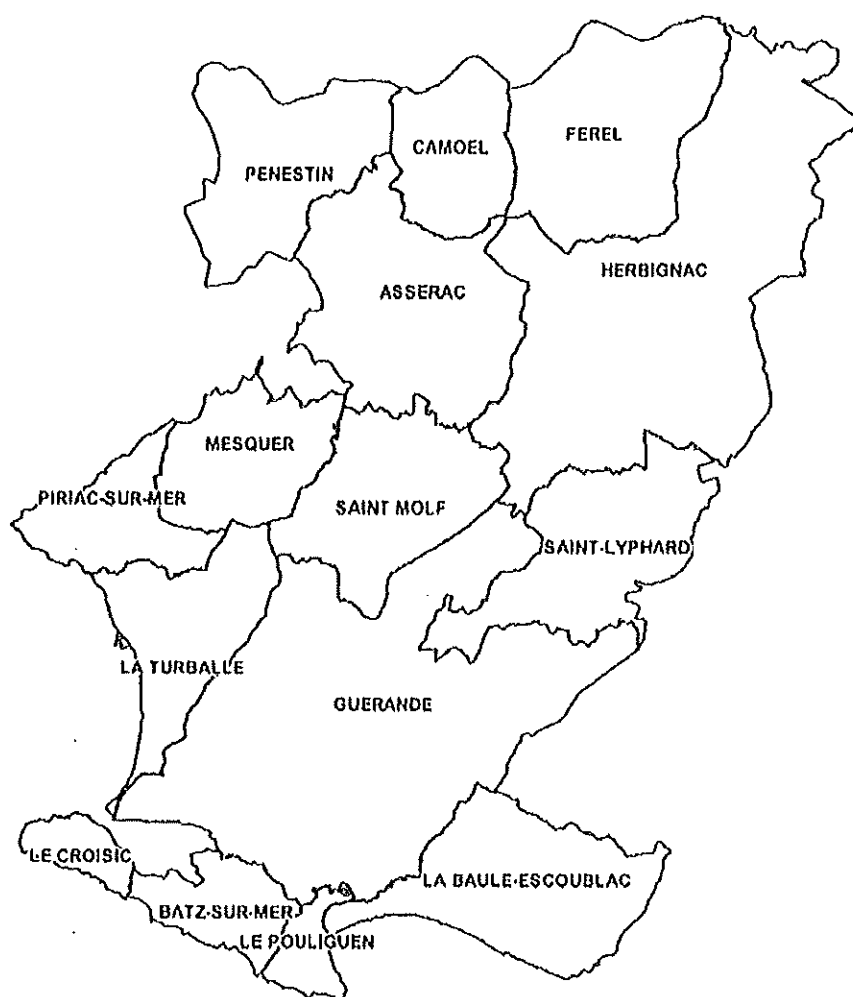 FEREL
CAMOEL
PENESTIN
HERBIGNAC
ASSERAC
MESQUER
PIRIAC-SUR-MER
SAINT MOLF
SAINT-LYPHARD
LA TURBALLE
GUERANDE
LE CROISIC
LA BAULE-ESCOUBLAC
BATZ-SUR-MER
LE POULIGUEN